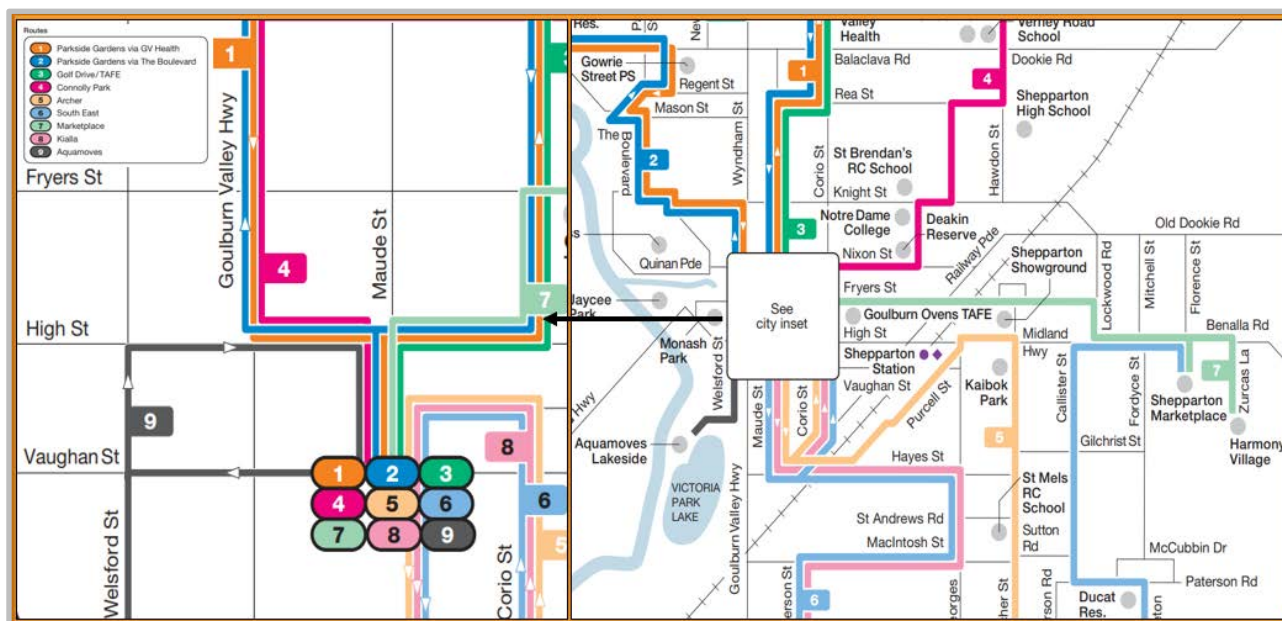 Routes
1 Parkside Gardens via GV Health
2 Parkside Gardens via The Boulevard
3 Golf Drive/TAFE
4 Connolly Park
5 Archer
6 South East
7 Marketplace
8 Kialla
9 Aquamoves
1
Goulburn Valley Hwy
Fryers St
Maude St
4
7
High St
9
8
Vaughan St
1 2 3
4 5 6
7 8 9
6
5
Welsford St
Corio St
Res.
Valley
Health
Verney Road
School
Gowrie
Street PS
Regent St
Mason St
1
Balaclava Rd
4
Dookie Rd
Rea St
Shepparton
High School
The
Boulevard
2
Wyndham St
Corio St
St Brendan's
RC School
Knight St
Hawdon St
Notre Dame
College
Deakin
Reserve
3
Nixon St
Old Dookie Rd
Quinan Pde
Railway Pde
Shepparton
Showground
Lockwood Rd
Mitchell St
Florence St
Jaycee
Park
See
city inset
Fryers St
Goulburn Ovens TAFE
High St
Midland
Hwy
Benalla Rd
Monash
Park
Welsford St
Shepparton
Station
Vaughan St
Purcell St
Kaibok
Park
Callister St
Fordyce St
7
Zurcas La
Shepparton
Marketplace
Hwy
Maude St
Corio St
5
Gilchrist St
Harmony
Village
Aquamoves
Lakeside
Hayes St
VICTORIA
PARK
LAKE
Goulburn Valley Hwy
St Mels
RC
School
St Andrews Rd
MacIntosh St
Sutton
Rd
McCubbin Dr
Paterson Rd
6
Ducat
Res.